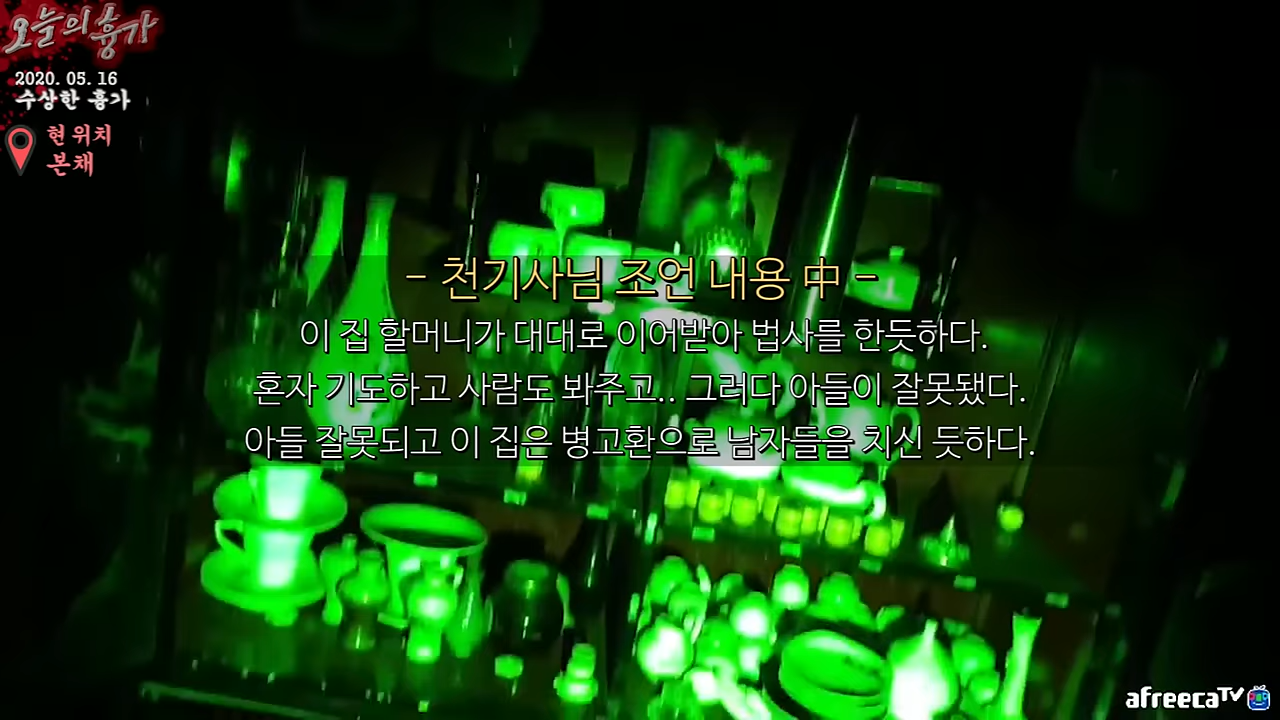 오늘의 흉가
2020. 05. 16
수상한 흉가
현 위치
본채
- 천기사님 조언 내용 中 -
이 집 할머니가 대대로 이어받아 법사를 한듯하다.
혼자 기도하고 사람도 봐주고.. 그러다 아들이 잘못됐다.
아들 잘못되고 이 집은 병고환으로 남자들을 치신 듯하다.
afreecaTV